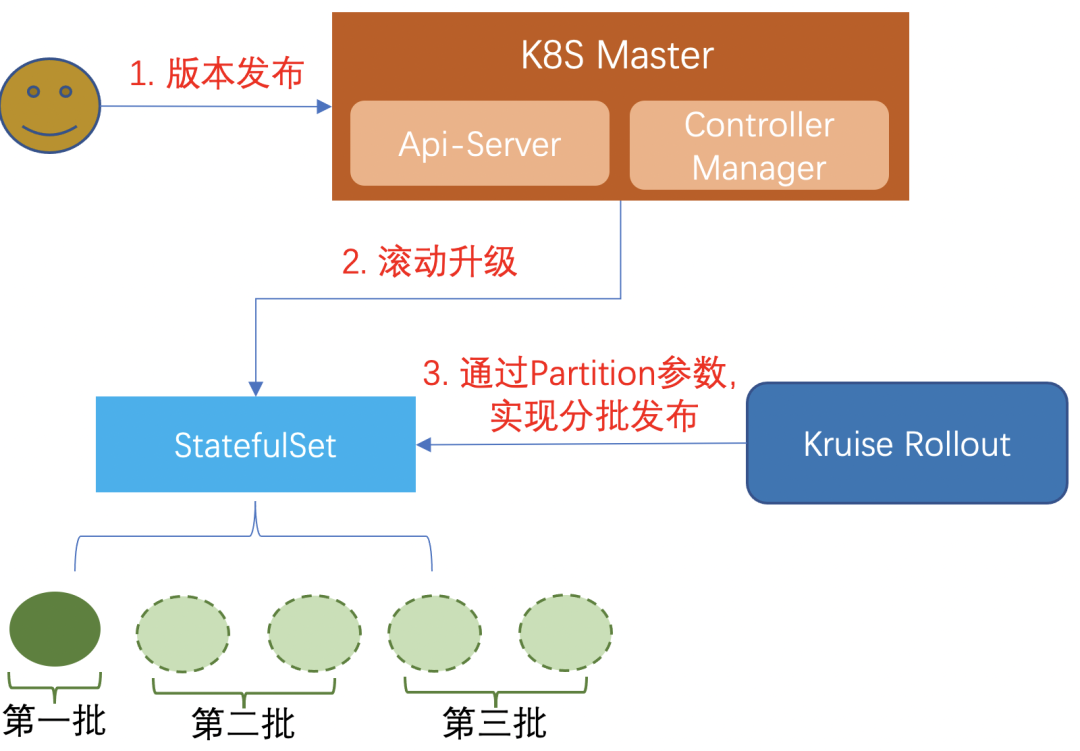 K8S Master
1. 版本发布
Api-Server
Controller
Manager
2. 滚动升级
3. 通过Partition参数,
实现分批发布
StatefulSet
Kruise Rollout
第一批
第二批
第三批